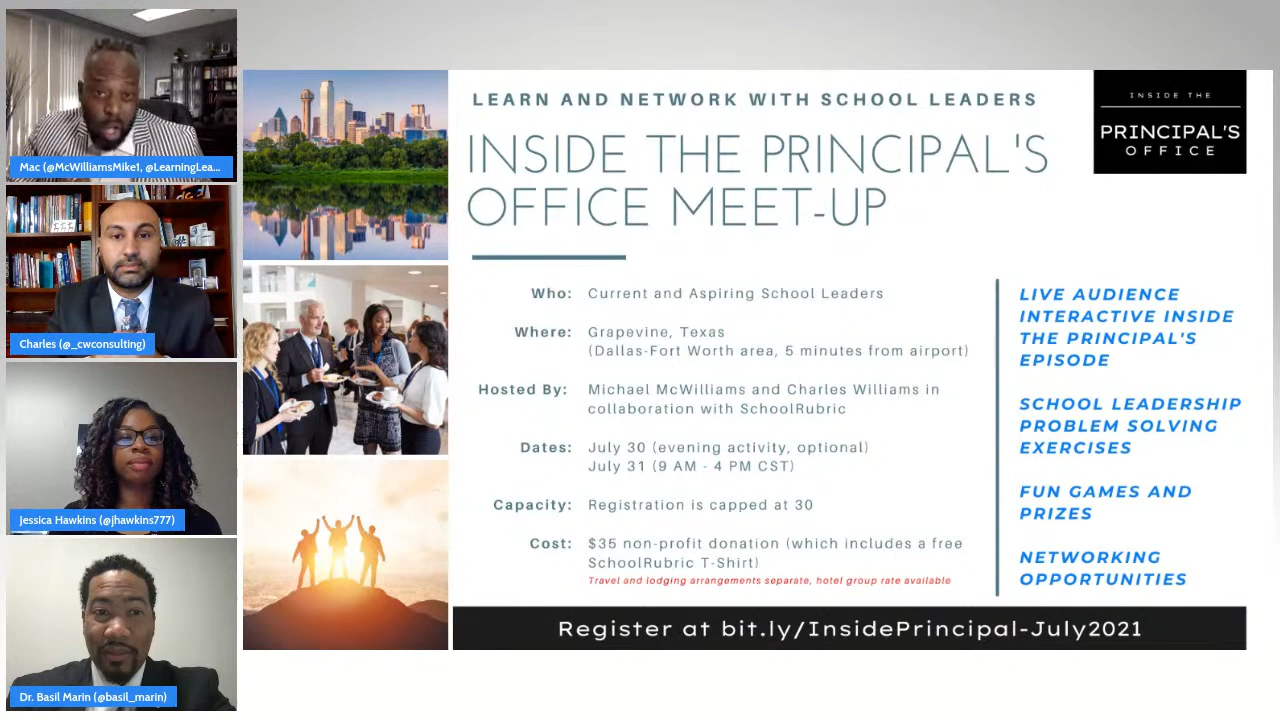 Mac (@McWilliamsMike1, @LearningLea...
Charles (@_cwconsulting)
Jessica Hawkins (@jhawkins777)
Dr. Basil Marin (@basil_marin)
LEARN AND NETWORK WITH SCHOOL LEADERS
INSIDE THE PRINCIPAL'S
OFFICE MEET-UP
INSIDE THE
PRINCIPAL'S
OFFICE
Who: Current and Aspiring School Leaders
Where: Grapevine, Texas
(Dallas-Fort Worth area, 5 minutes from airport)
Hosted By: Michael McWilliams and Charles Williams in
collaboration with SchoolRubric
Dates: July 30 (evening activity, optional)
July 31 (9 AM - 4 PM CST)
Capacity: Registration is capped at 30
Cost: $35 non-profit donation (which includes a free
SchoolRubric T-Shirt)
Travel and lodging arrangements separate, hotel group rate available
LIVE AUDIENCE
INTERACTIVE INSIDE
THE PRINCIPAL'S
EPISODE
SCHOOL LEADERSHIP
PROBLEM SOLVING
EXERCISES
FUN GAMES AND
PRIZES
NETWORKING
OPPORTUNITIES
Register at bit.ly/InsidePrincipal-July2021